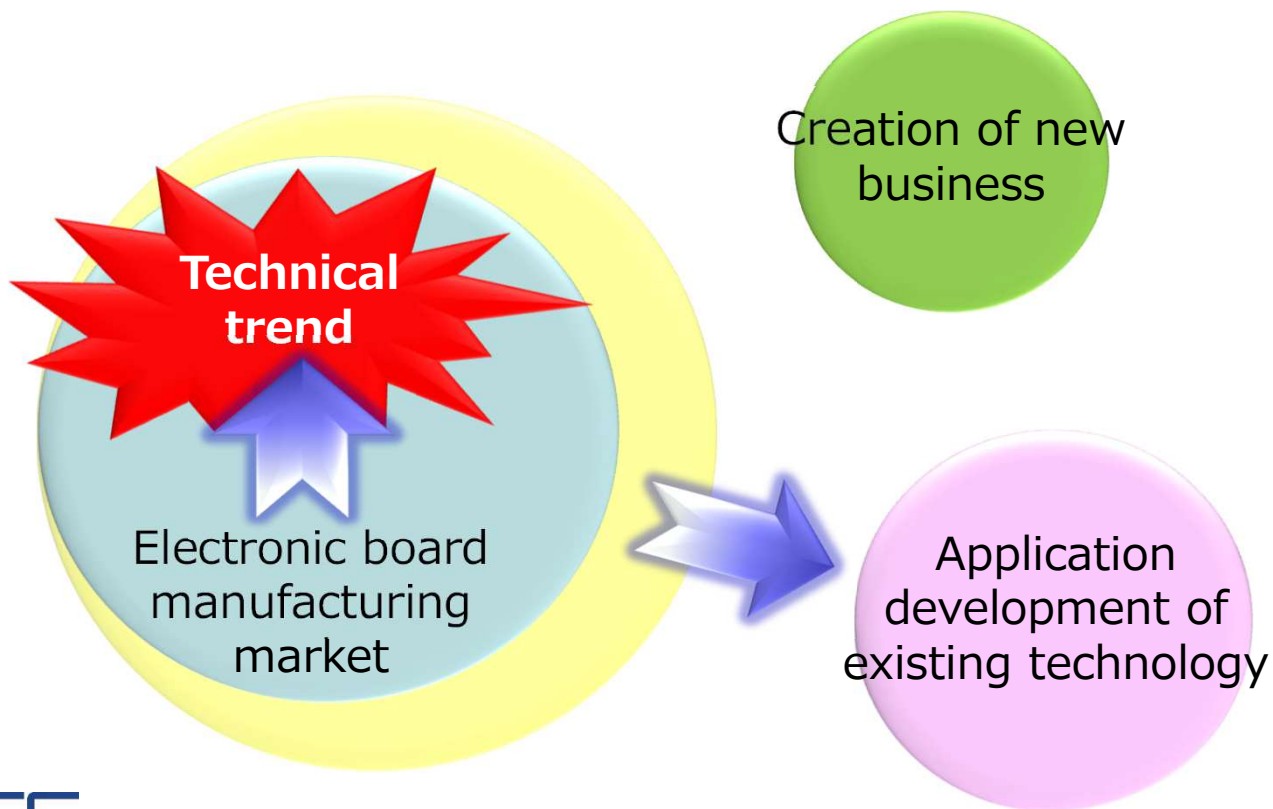 Creation of new
business
Technical
trend
Electronic board
manufacturing
market
Application
development of
existing technology